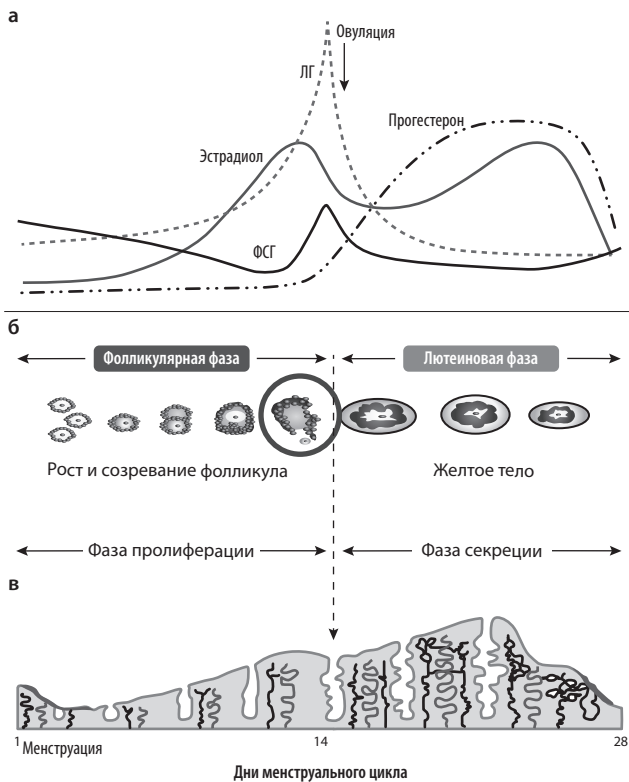 а
Овуляция
ЛГ
Прогестерон
Эстрадиол
ФСГ
б
Фолликулярная фаза
Лютеиновая фаза
Рост и созревание фолликула
Желтое тело
Фаза пролиферации
Фаза секреции
в
1 Менструация
14
28
Дни менструального цикла